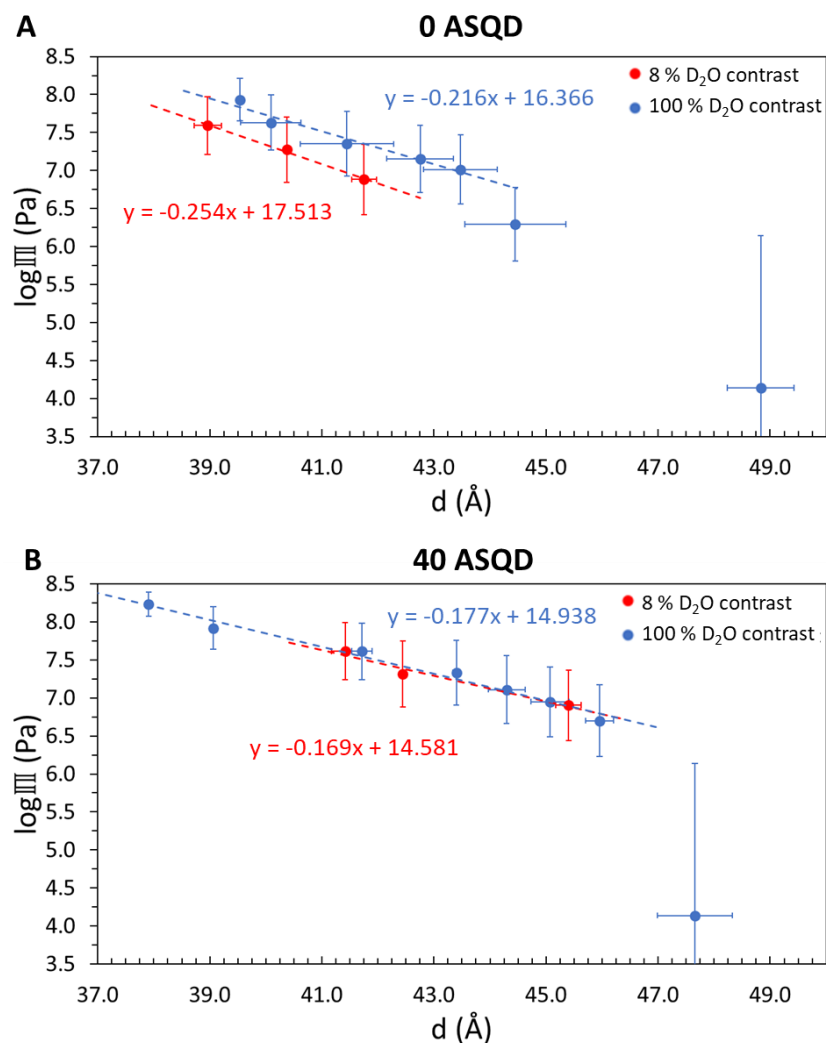 A
0 ASQD
8 % D₂O contrast
100 % D₂O contrast
y = -0.216x + 16.366
y = -0.254x + 17.513
logΠ (Pa)
8.5
8.0
7.5
7.0
6.5
6.0
5.5
5.0
4.5
4.0
3.5
37.0 39.0 41.0 43.0 45.0 47.0 49.0
d (Å)
B
40 ASQD
8 % D₂O contrast
100 % D₂O contrast :
y = -0.177x + 14.938
y = -0.169x + 14.581
logΠ (Pa)
8.5
8.0
7.5
7.0
6.5
6.0
5.5
5.0
4.5
4.0
3.5
37.0 39.0 41.0 43.0 45.0 47.0 49.0
d (Å)